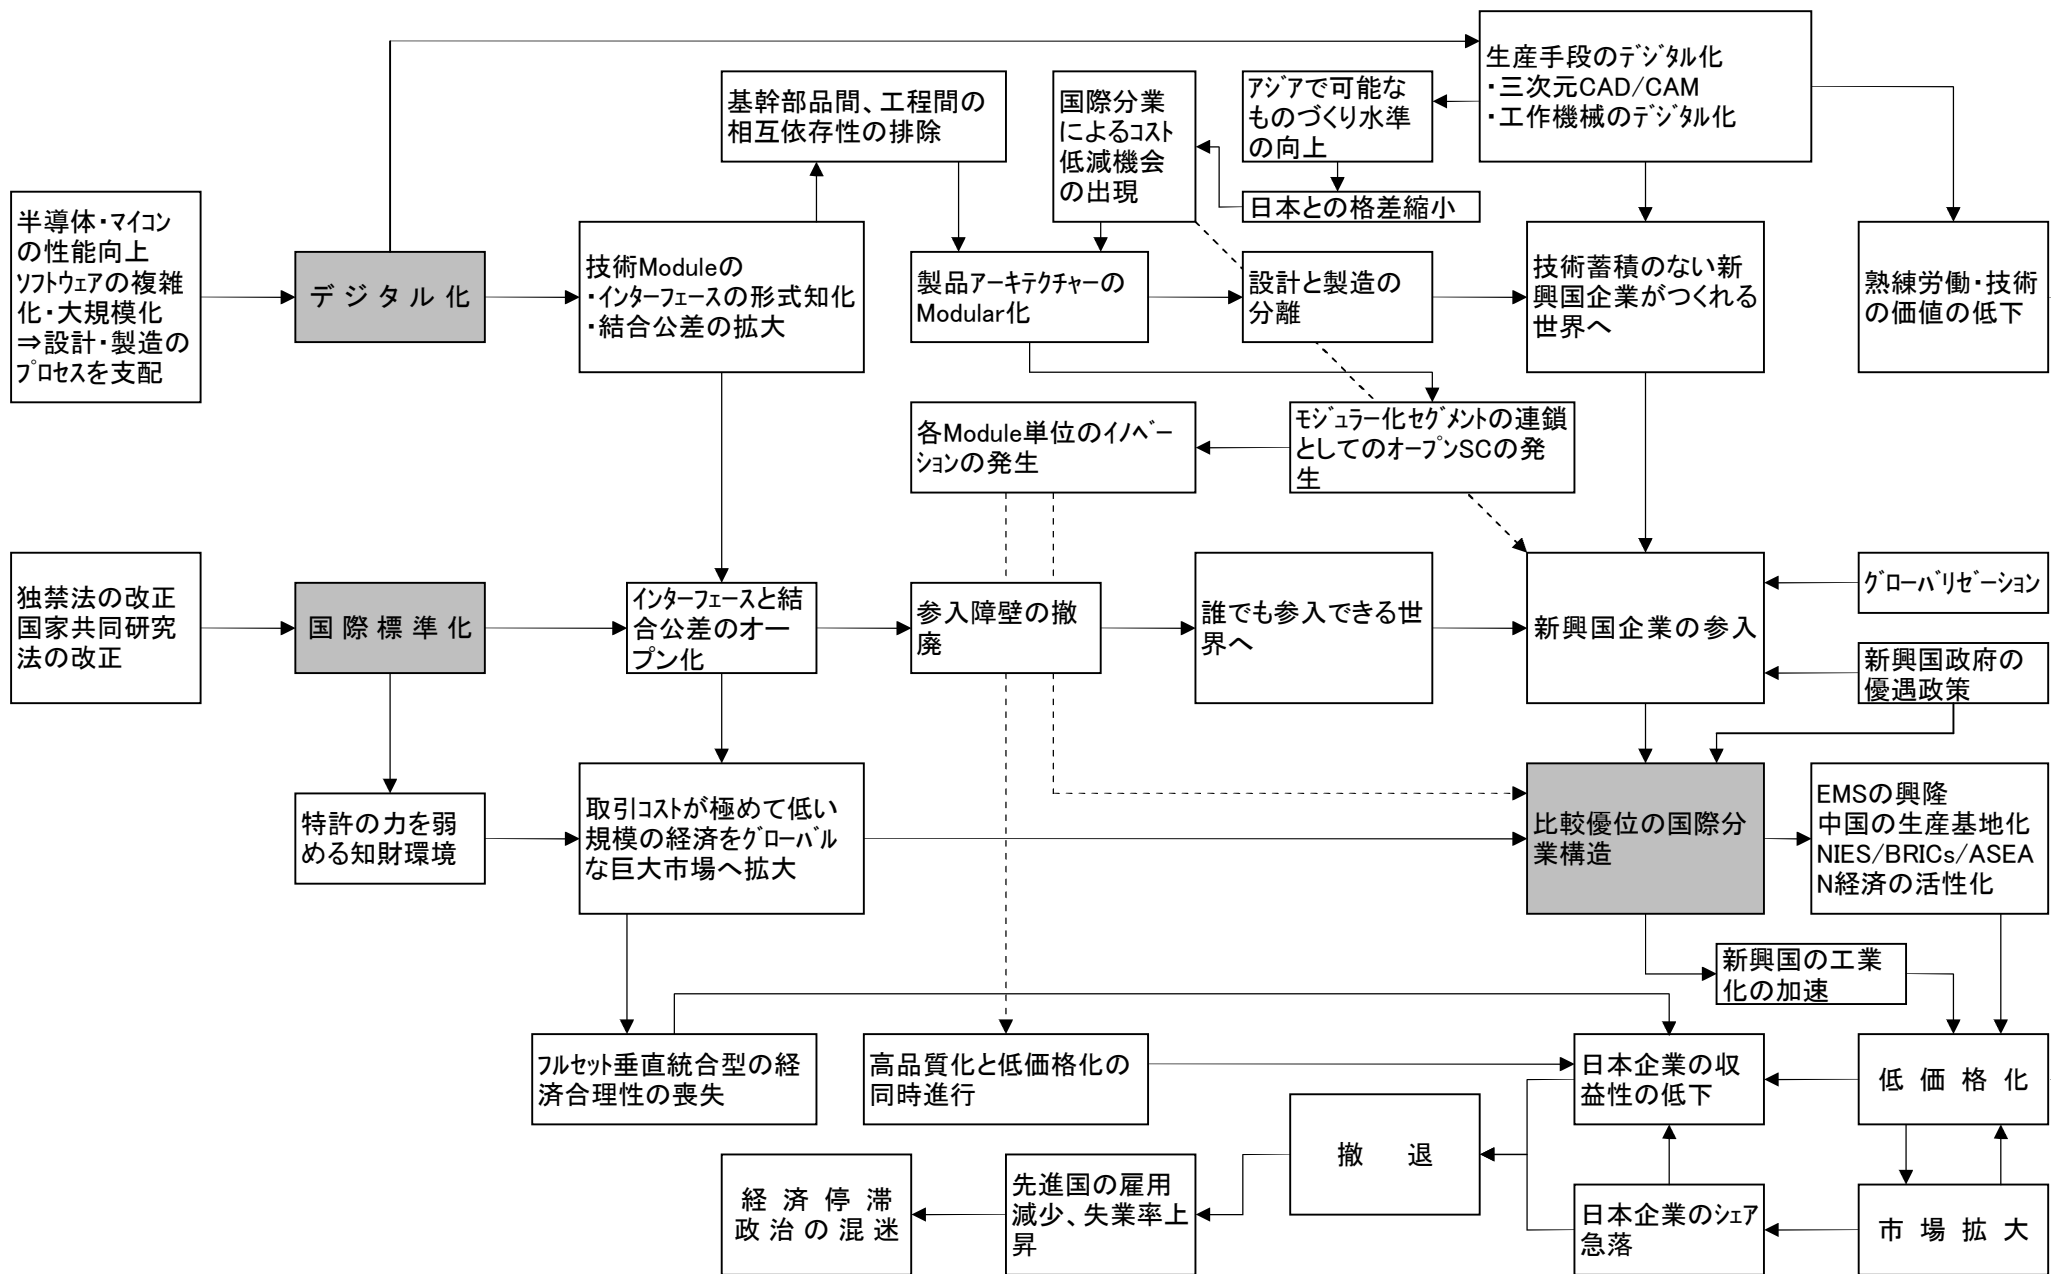 生産手段のﾃﾞｼﾞﾀﾙ化
・三次元CAD/CAM
・工作機械のﾃﾞｼﾞﾀﾙ化
基幹部品間、工程間の
相互依存性の排除
国際分業
によるｺｽﾄ
低減機会
の出現
ｱｼﾞｱで可能な
ものづくり水準
の向上
日本との格差縮小
半導体・マイコン
の性能向上
ｿﾌﾄｳｪｱの複雑
化・大規模化
⇒設計・製造の
ﾌﾟﾛｾｽを支配
デジタル化
技術Moduleの
・ｲﾝﾀｰﾌｪｰｽの形式知化
・結合公差の拡大
製品ｱｰｷﾃｸﾁｬｰの
Modular化
設計と製造の
分離
技術蓄積のない新
興国企業がつくれる
世界へ
熟練労働・技術
の価値の低下
各Module単位のｲﾉﾍﾞｰ
ｼｮﾝの発生
ﾓｼﾞｭﾗｰ化ｾｸﾞﾒﾝﾄの連鎖
としてのｵｰﾌﾟﾝSCの発
生
独禁法の改正
国家共同研究
法の改正
国際標準化
ｲﾝﾀｰﾌｪｰｽと結
合公差のオー
プン化
参入障壁の撤
廃
誰でも参入できる世
界へ
新興国企業の参入
ｸﾞﾛｰﾊﾞﾘｾﾞｰｼｮﾝ
新興国政府の
優遇政策
特許の力を弱
める知財環境
取引ｺｽﾄが極めて低い
規模の経済をｸﾞﾛｰﾊﾞﾙ
な巨大市場へ拡大
比較優位の国際分
業構造
EMSの興隆
中国の生産基地化
NIES/BRICs/ASEA
N経済の活性化
新興国の工業
化の加速
ﾌﾙｾｯﾄ垂直統合型の経
済合理性の喪失
高品質化と低価格化の
同時進行
日本企業の収
益性の低下
低価格化
経済停滞
政治の混迷
先進国の雇用
減少、失業率上
昇
撤退
日本企業のｼｪｱ
急落
市場拡大